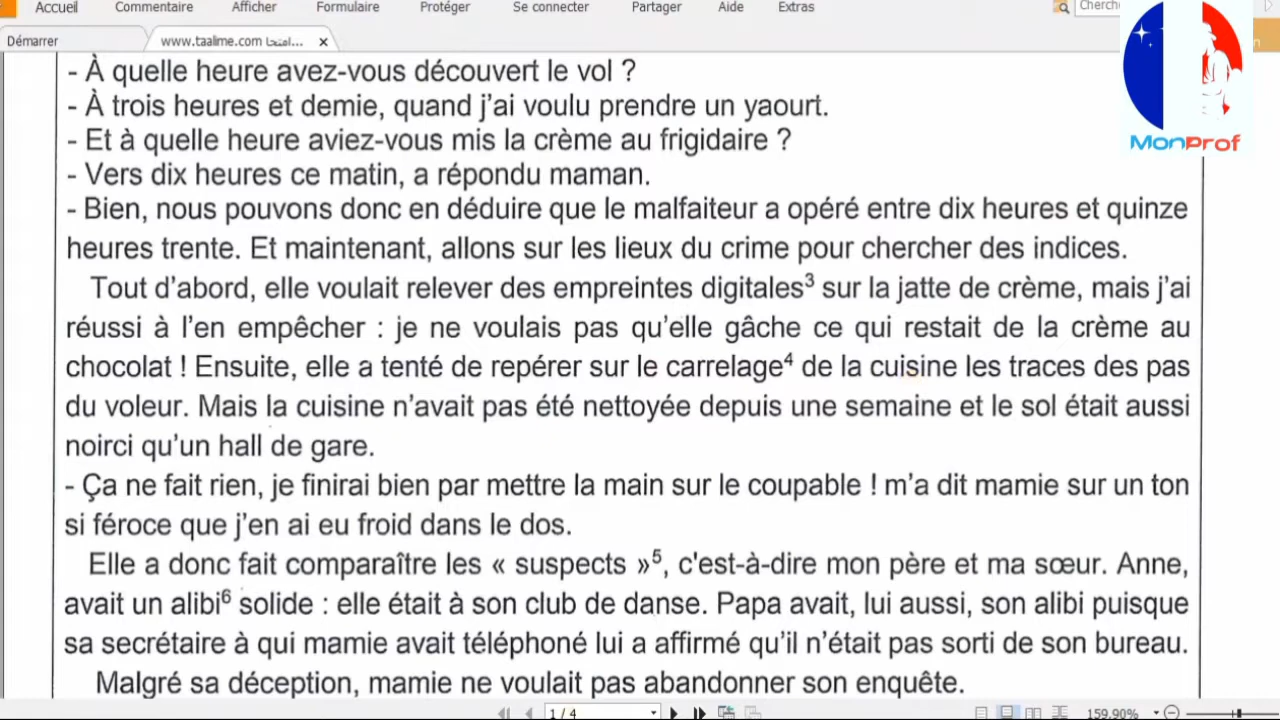 Accueil Commentaire Afficher Formulaire Protéger Se connecter Partager Aide Extras
Démarrer www.taalime.com امتحا...
- À quelle heure avez-vous découvert le vol ?
- À trois heures et demie, quand j'ai voulu prendre un yaourt.
- Et à quelle heure aviez-vous mis la crème au frigidaire ?
- Vers dix heures ce matin, a répondu maman.
- Bien, nous pouvons donc en déduire que le malfaiteur a opéré entre dix heures et quinze
heures trente. Et maintenant, allons sur les lieux du crime pour chercher des indices.
Tout d'abord, elle voulait relever des empreintes digitales³ sur la jatte de crème, mais j'ai
réussi à l'en empêcher : je ne voulais pas qu'elle gâche ce qui restait de la crème au
chocolat ! Ensuite, elle a tenté de repérer sur le carrelage⁴ de la cuisine les traces des pas
du voleur. Mais la cuisine n'avait pas été nettoyée depuis une semaine et le sol était aussi
noirci qu'un hall de gare.
- Ça ne fait rien, je finirai bien par mettre la main sur le coupable ! m'a dit mamie sur un ton
si féroce que j'en ai eu froid dans le dos.
Elle a donc fait comparaître les « suspects »⁵, c'est-à-dire mon père et ma sœur. Anne,
avait un alibi⁶ solide : elle était à son club de danse. Papa avait, lui aussi, son alibi puisque
sa secrétaire à qui mamie avait téléphoné lui a affirmé qu'il n'était pas sorti de son bureau.
Malgré sa déception, mamie ne voulait pas abandonner son enquête.
MonProf
1 / 4
159,90%